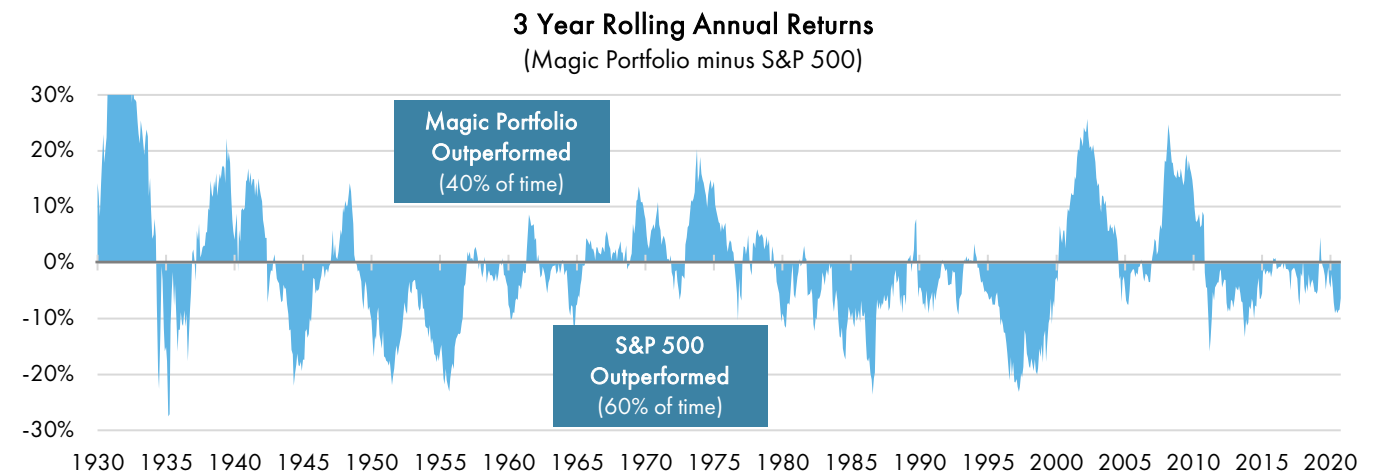 3 Year Rolling Annual Returns
(Magic Portfolio minus S&P 500)
30%
20%
10%
0%
-10%
-20%
-30%
Magic Portfolio
Outperformed
(40% of time)
S&P 500
Outperformed
(60% of time)
1930 1935 1940 1945 1950 1955 1960 1965 1970 1975 1980 1985 1990 1995 2000 2005 2010 2015 2020